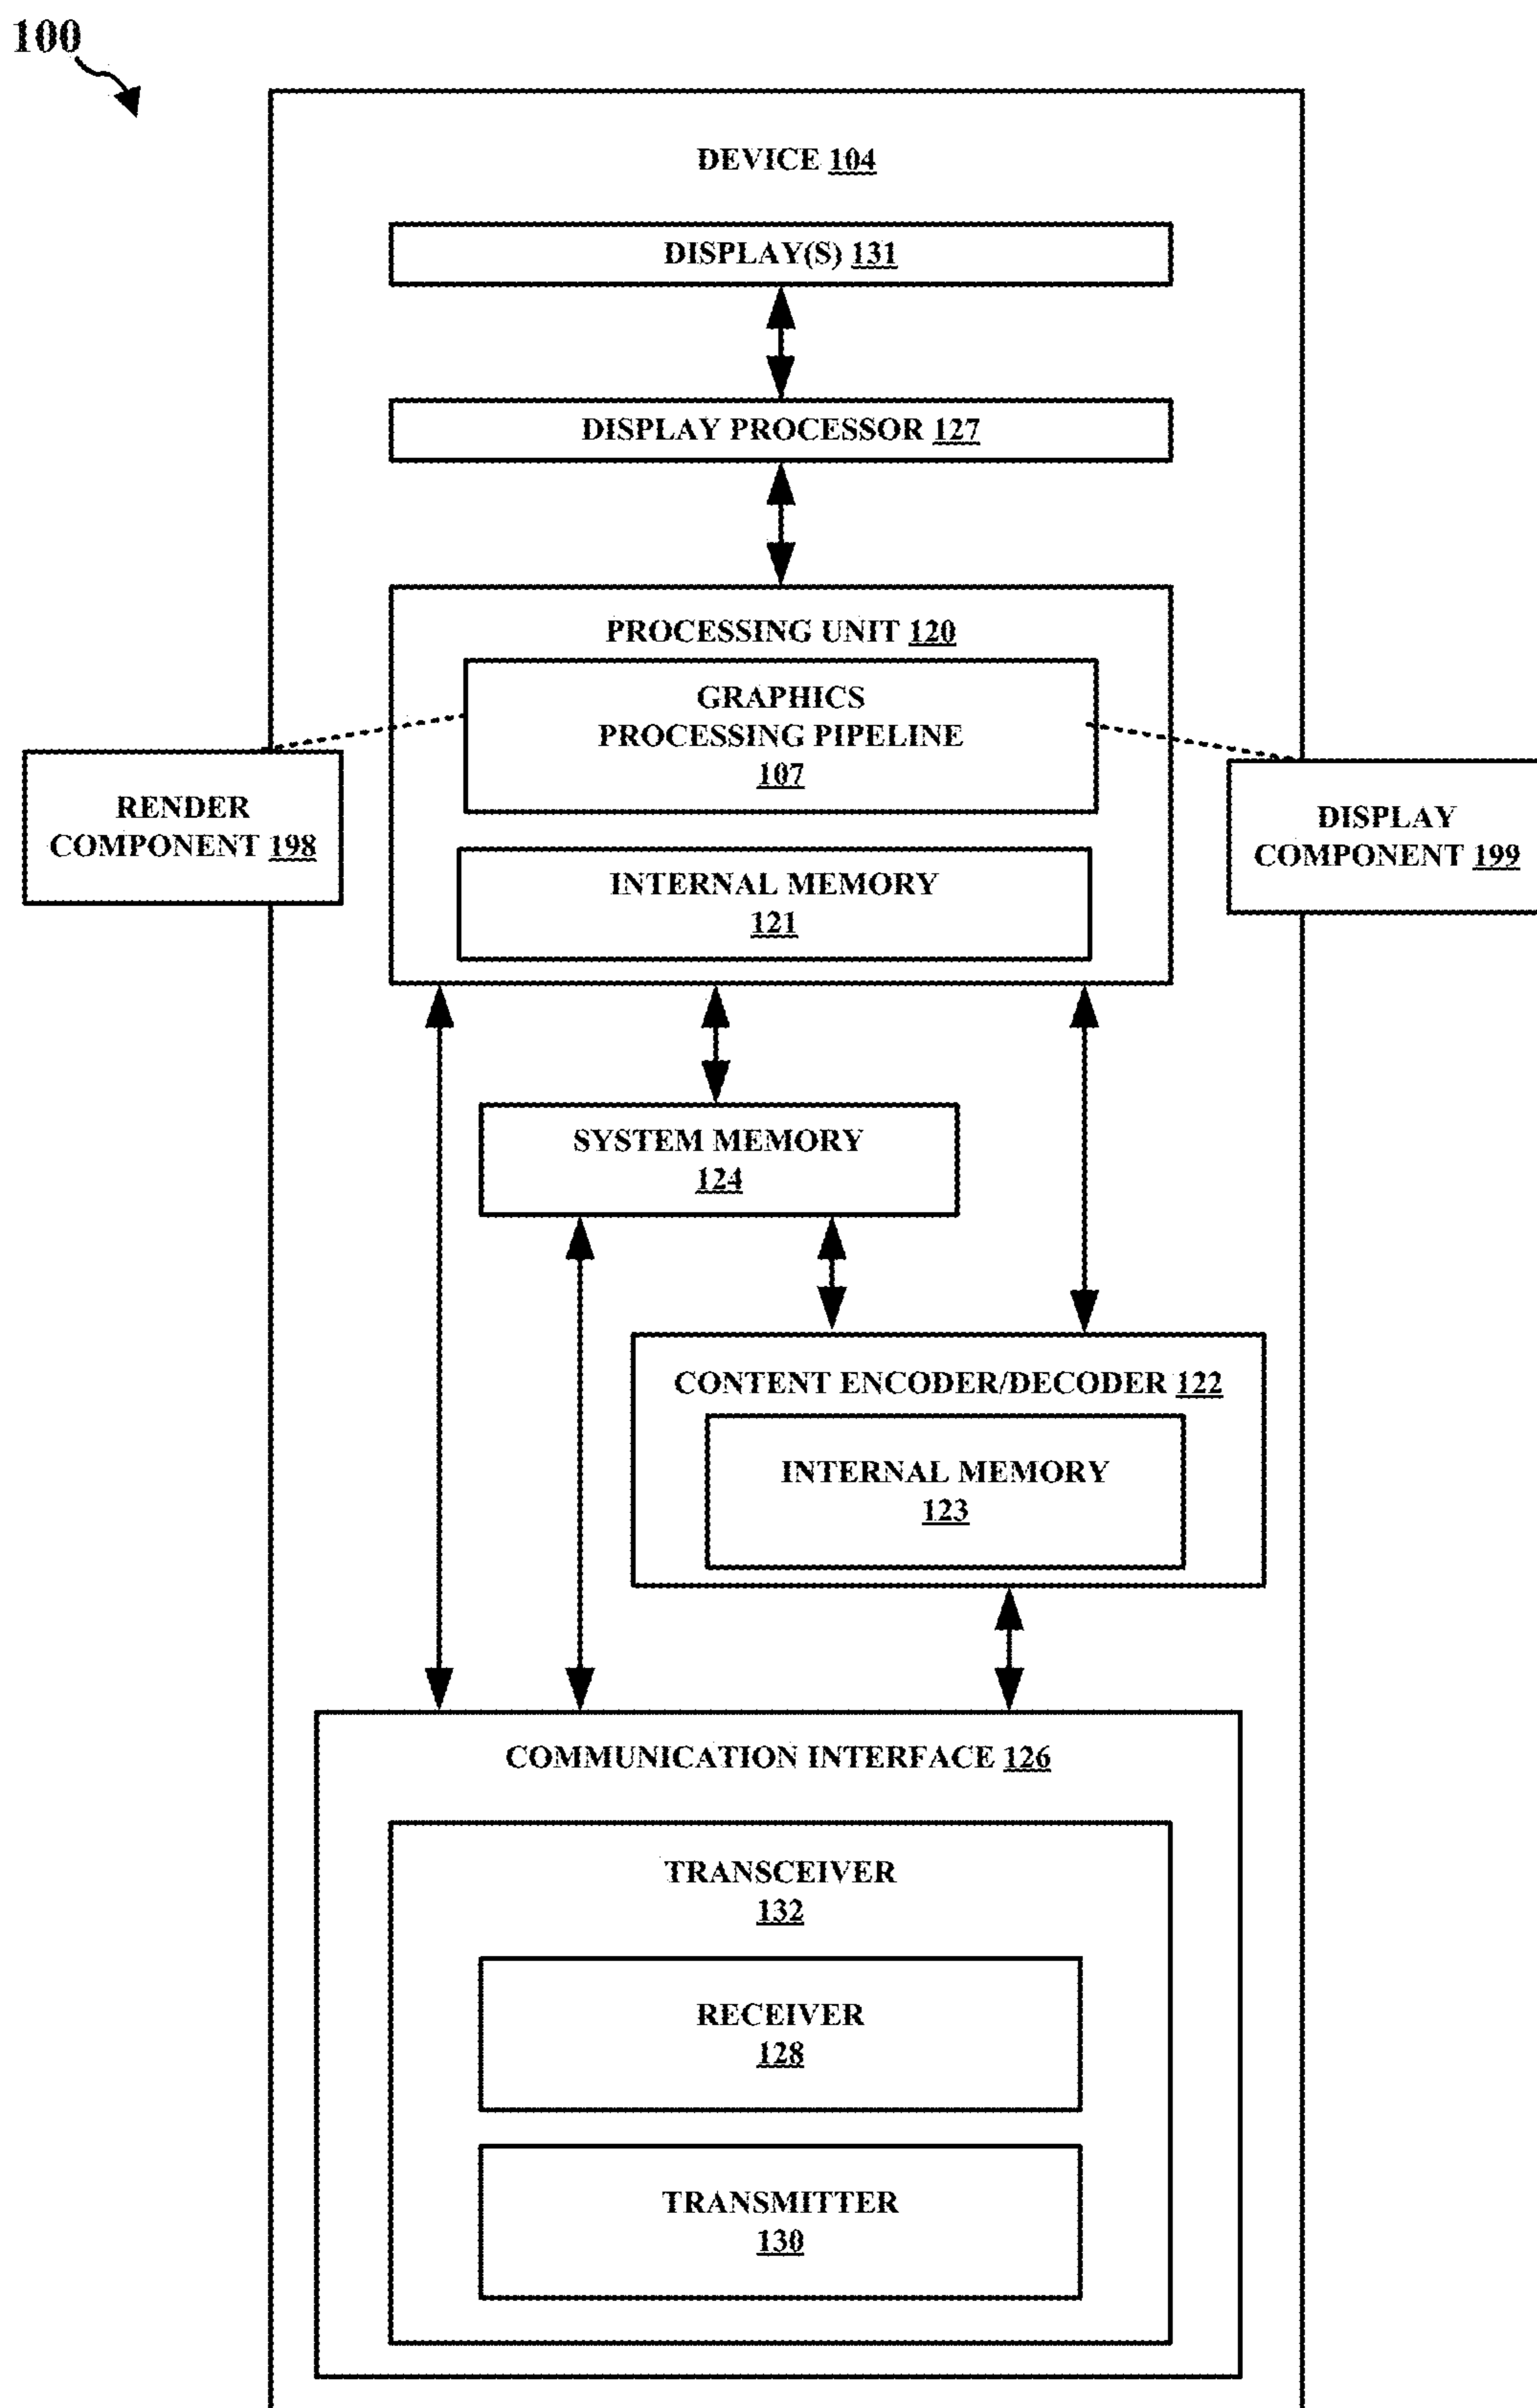 100
DEVICE 104
DISPLAY(S) 131
DISPLAY PROCESSOR 127
PROCESSING UNIT 120
GRAPHICS
PROCESSING PIPELINE
107
RENDER
COMPONENT 198
DISPLAY
COMPONENT 199
INTERNAL MEMORY
121
SYSTEM MEMORY
124
CONTENT ENCODER/DECODER 122
INTERNAL MEMORY
123
COMMUNICATION INTERFACE 126
TRANSCEIVER
132
RECEIVER
128
TRANSMITTER
130